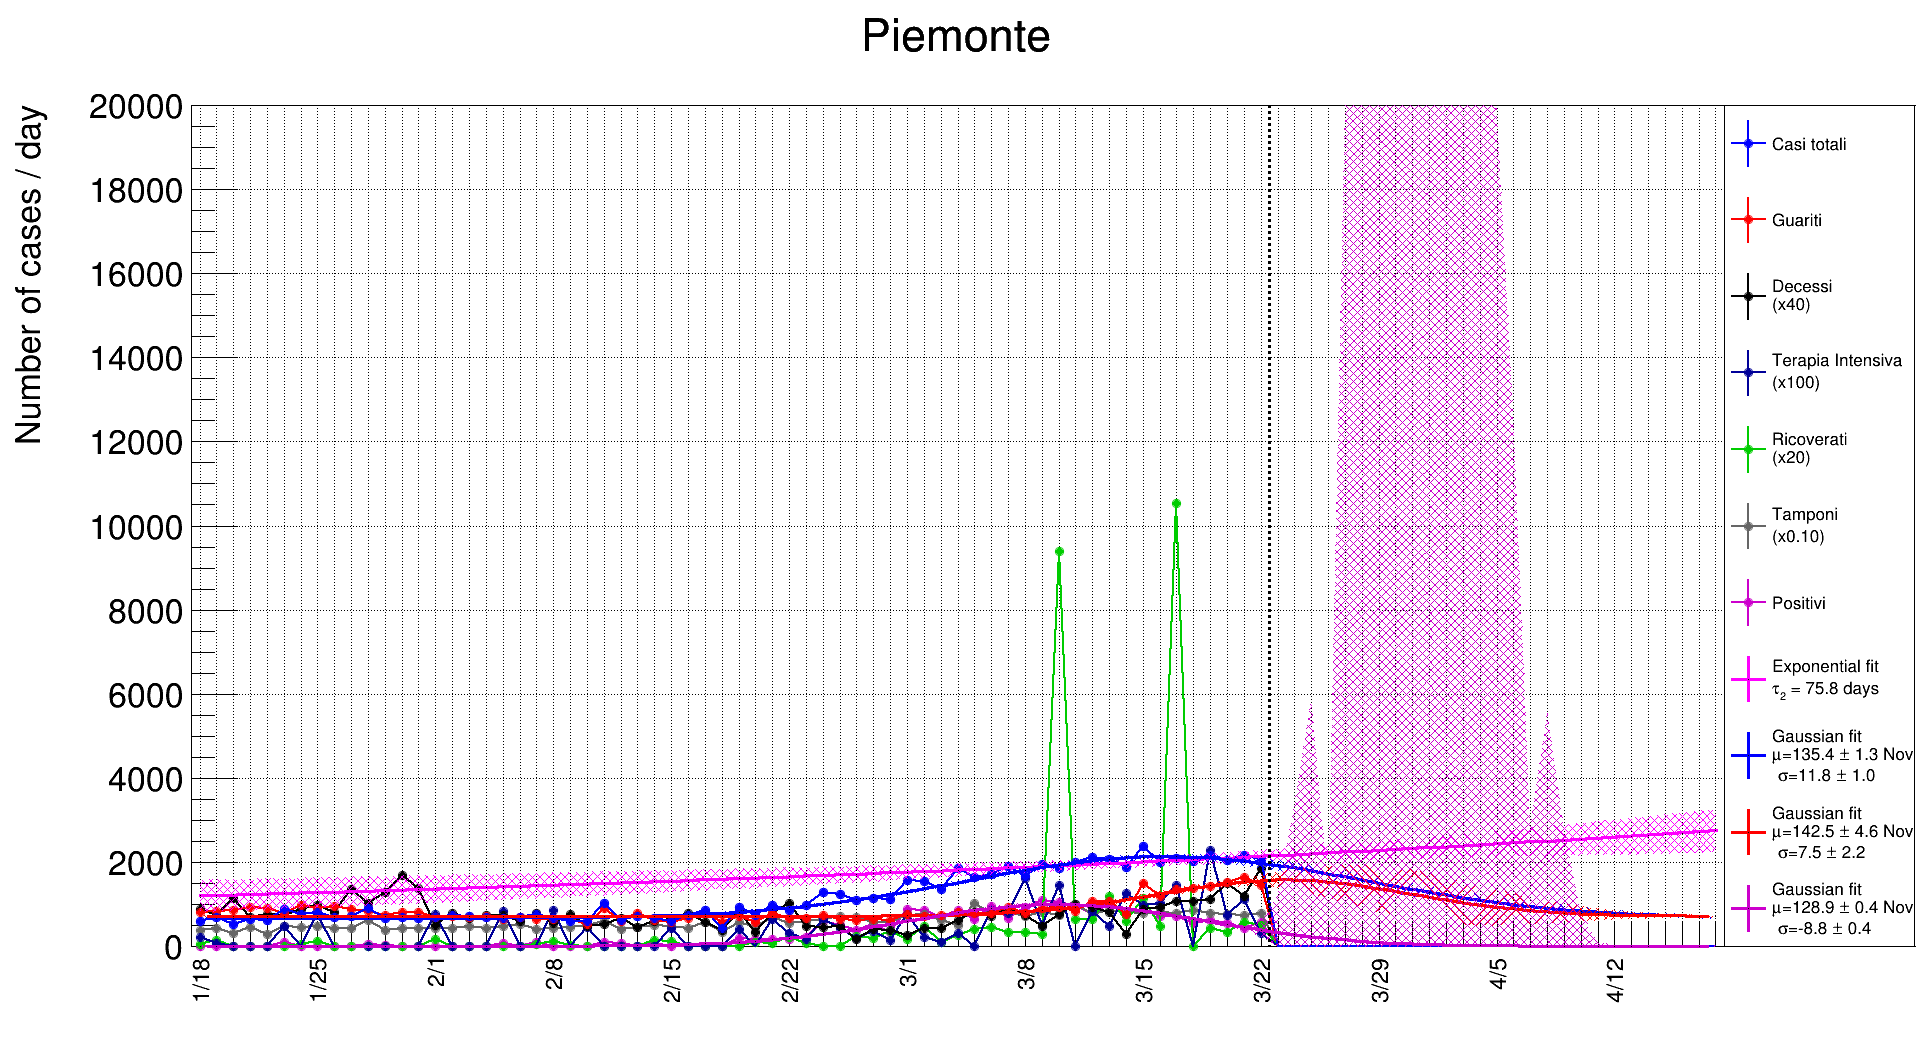 Piemonte
Number of cases / day
20000
18000
16000
14000
12000
10000
8000
6000
4000
2000
0
1/18
1/25
2/1
2/8
2/15
2/22
3/1
3/8
3/15
3/22
3/29
4/5
4/12
Casi totali
Guariti
Decessi
(x40)
Terapia Intensiva
(x100)
Ricoverati
(x20)
Tamponi
(x0.10)
Positivi
Exponential fit
τ2 = 75.8 days
Gaussian fit
μ=135.4 ± 1.3 Nov
σ=11.8 ± 1.0
Gaussian fit
μ=142.5 ± 4.6 Nov
σ=7.5 ± 2.2
Gaussian fit
μ=128.9 ± 0.4 Nov
σ=-8.8 ± 0.4